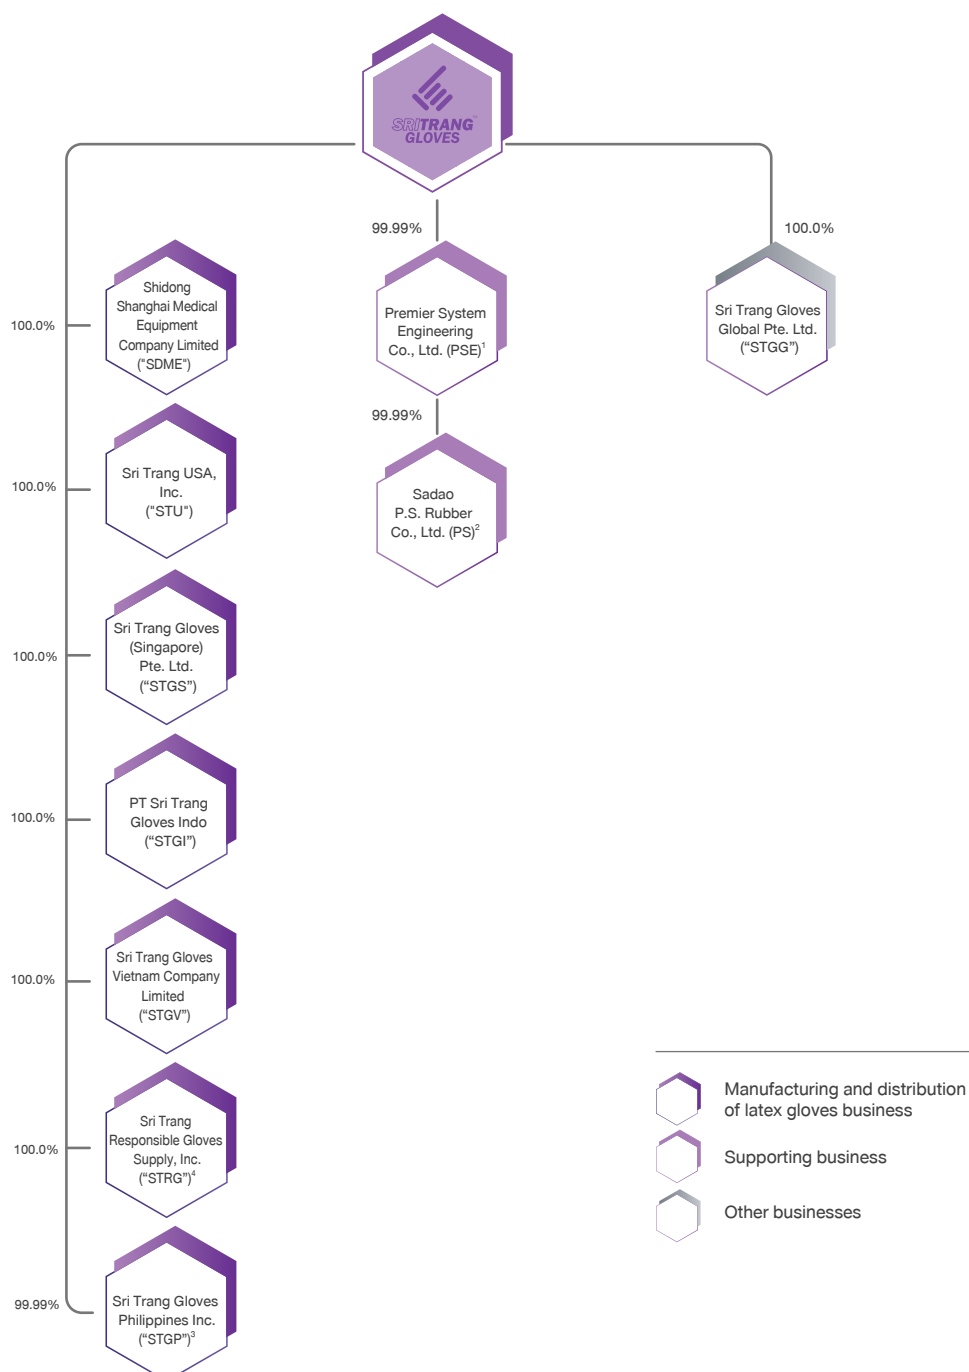 SRITRANG
GLOVES
99.99%
100.0%
100.0%
Shidong
Shanghai Medical
Equipment
Company Limited
("SDME")
Premier System
Engineering
Co., Ltd. (PSE)1
Sri Trang Gloves
Global Pte. Ltd.
(“STGG”)
99.99%
100.0%
Sri Trang USA,
Inc.
("STU")
Sadao
P.S. Rubber
Co., Ltd. (PS)2
100.0%
Sri Trang Gloves
(Singapore)
Pte. Ltd.
(“STGS”)
100.0%
PT Sri Trang
Gloves Indo
(“STGI”)
100.0%
Sri Trang Gloves
Vietnam Company
Limited
(“STGV”)
100.0%
Sri Trang
Responsible Gloves
Supply, Inc.
(“STRG”)4
99.99%
Sri Trang Gloves
Philippines Inc.
(“STGP”)3
Manufacturing and distribution
of latex gloves business
Supporting business
Other businesses